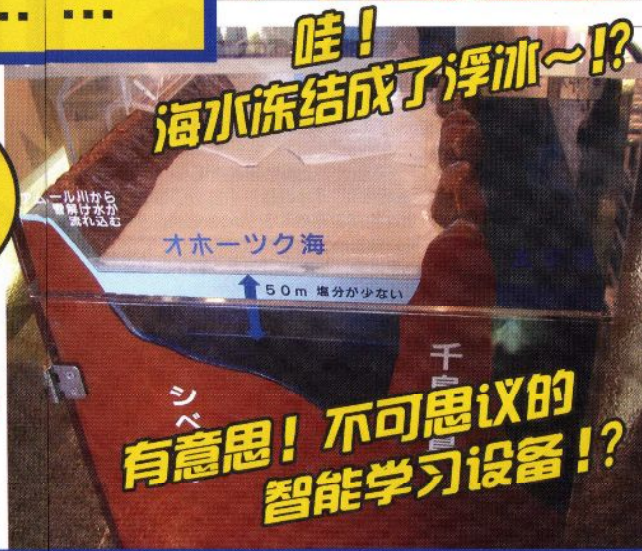 哇！
海水冻结成了浮冰～!?
ール川から
雪解け水が
流れ込む
オホーツク海
50m 塩分が少ない
千島
シベ
有意思！不可思议的
智能学习设备!?